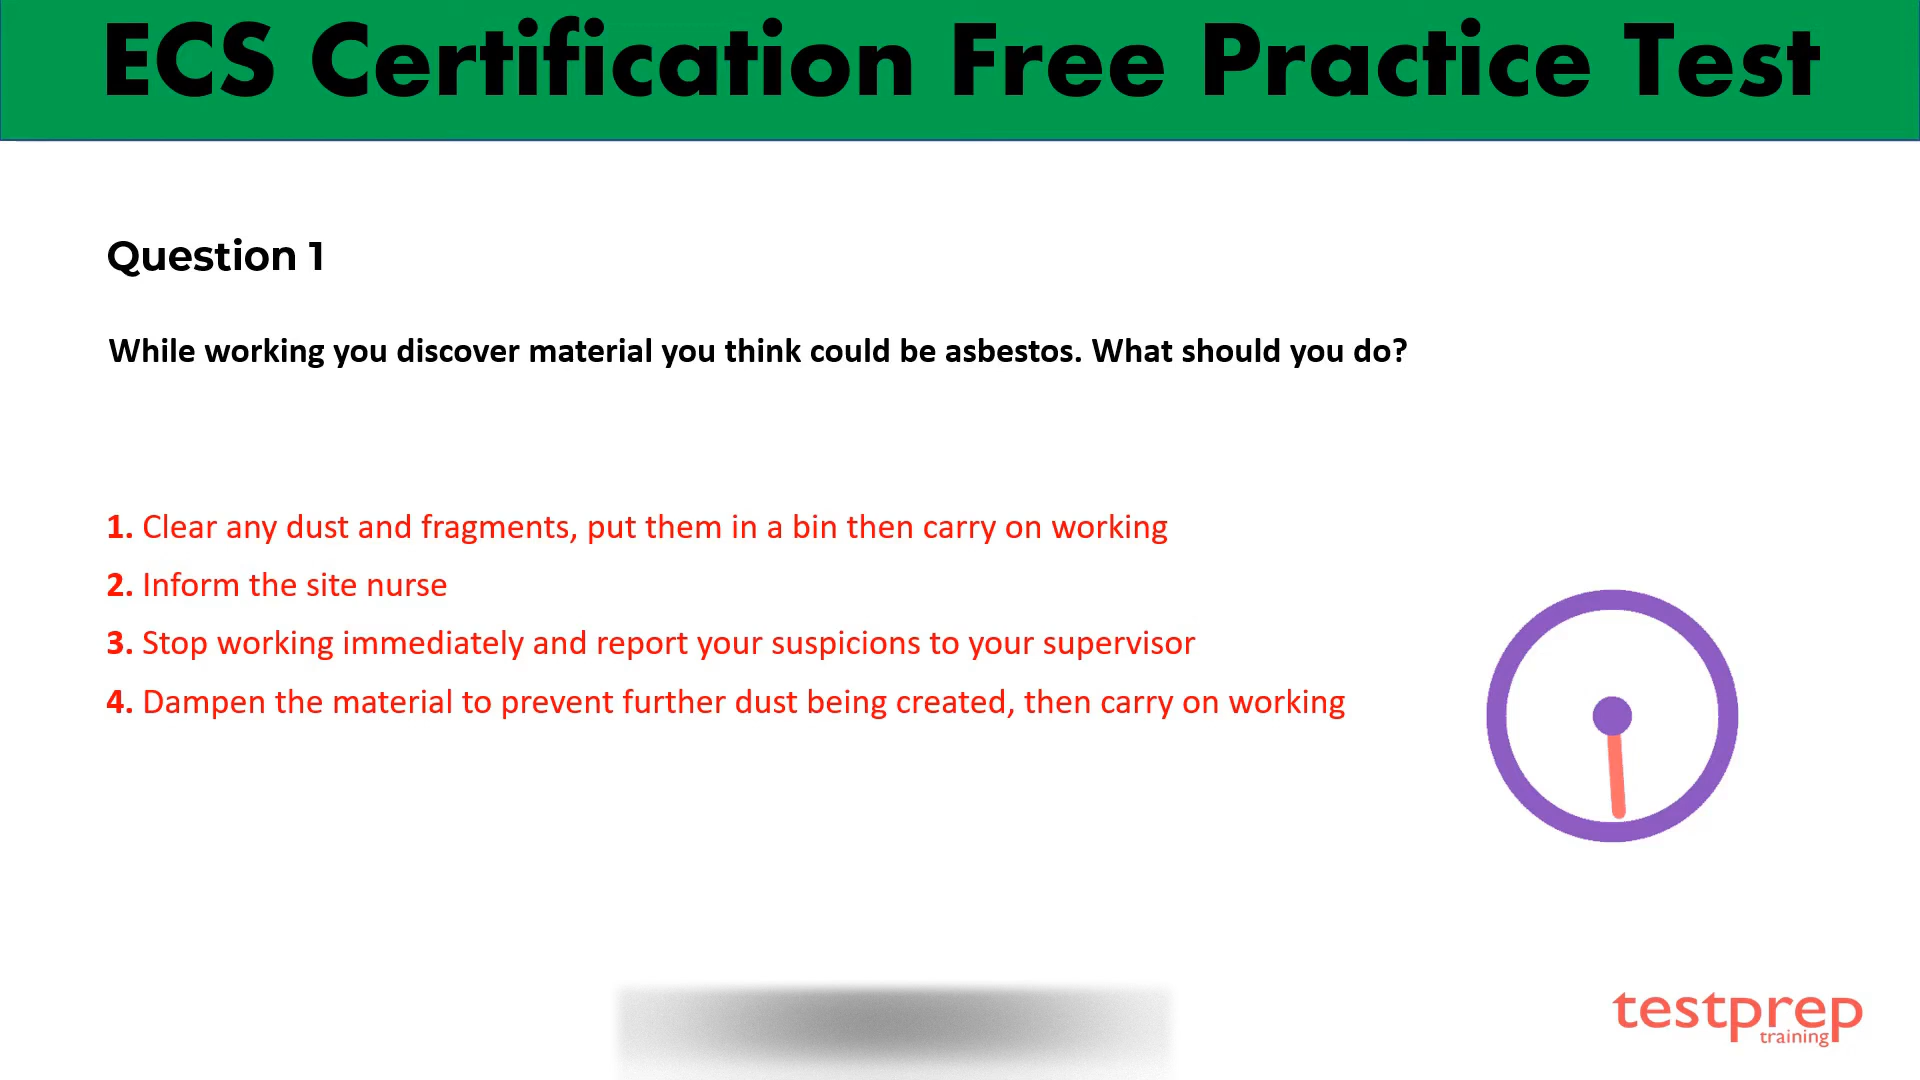 ECS Certification Free Practice Test
Question 1
While working you discover material you think could be asbestos. What should you do?
1. Clear any dust and fragments, put them in a bin then carry on working
2. Inform the site nurse
3. Stop working immediately and report your suspicions to your supervisor
4. Dampen the material to prevent further dust being created, then carry on working
testprep
training